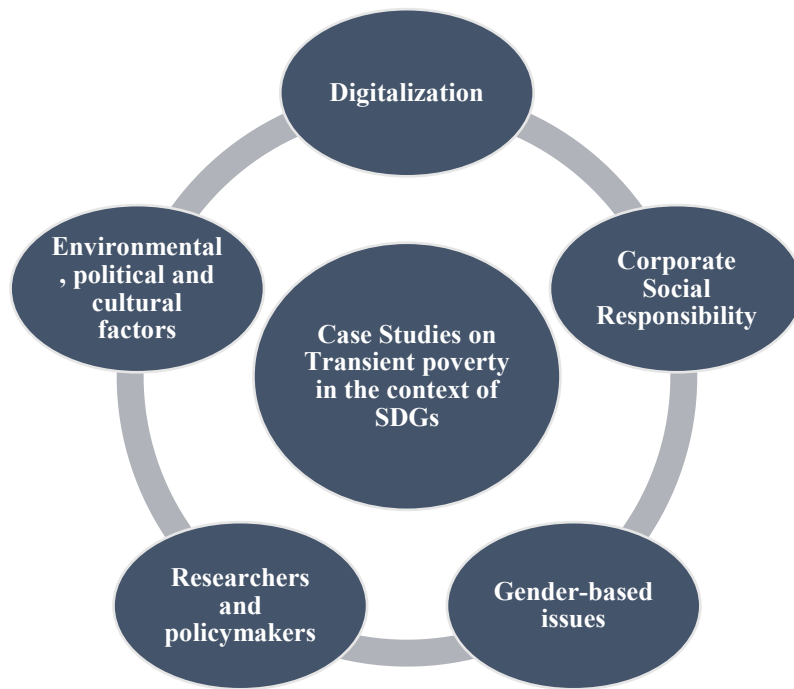 Digitalization
Environmental
, political and
cultural
factors
Corporate
Social
Responsibility
Case Studies on
Transient poverty
in the context of
SDGs
Researchers
and
policymakers
Gender-based
issues